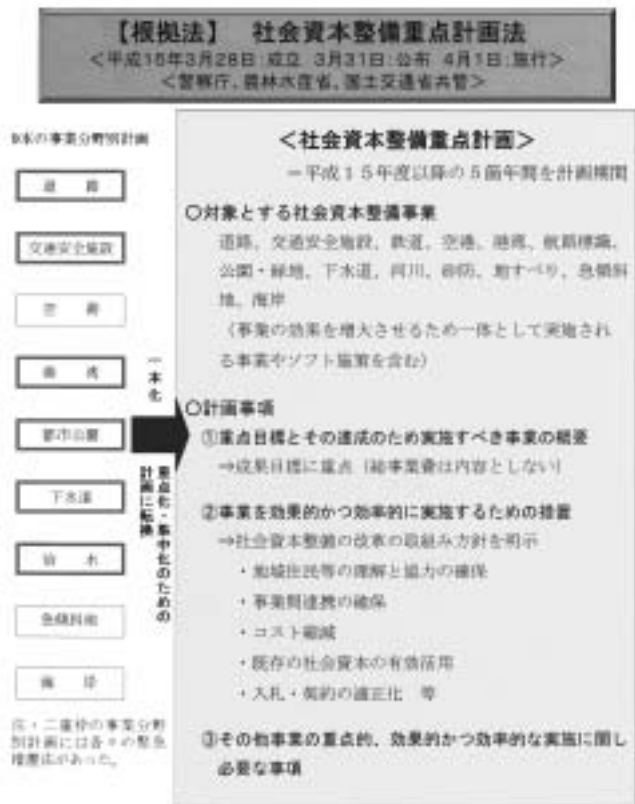 【根拠法】 社会資本整備重点計画法
<平成15年3月28日:成立 3月31日:公布 4月1日:施行>
<警察庁、農林水産省、国土交通省共管>
9本の事業分野別計画
道 路
交通安全施設
空 港
港 湾
都市公園
下水道
治 水
急傾斜地
海 岸
注・二重枠の事業分野
別計画には各々の緊急
措置法があった。
一本化
重点化・集中化のための
計画に転換
<社会資本整備重点計画>
-平成15年度以降の5箇年間を計画期間
○対象とする社会資本整備事業
道路、交通安全施設、鉄道、空港、港湾、航路標識、
公園・緑地、下水道、河川、砂防、地すべり、急傾斜
地、海岸
(事業の効果を増大させるため一体として実施され
る事業やソフト施策を含む)
○計画事項
①重点目標とその達成のため実施すべき事業の概要
⇒成果目標に重点(総事業費は内容としない)
②事業を効果的かつ効率的に実施するための措置
⇒社会資本整備の改革の取組み方針を明示
・地域住民等の理解と協力の確保
・事業間連携の確保
・コスト縮減
・既存の社会資本の有効活用
・入札・契約の適正化 等
③その他事業の重点的、効果的かつ効率的な実施に関し
必要な事項